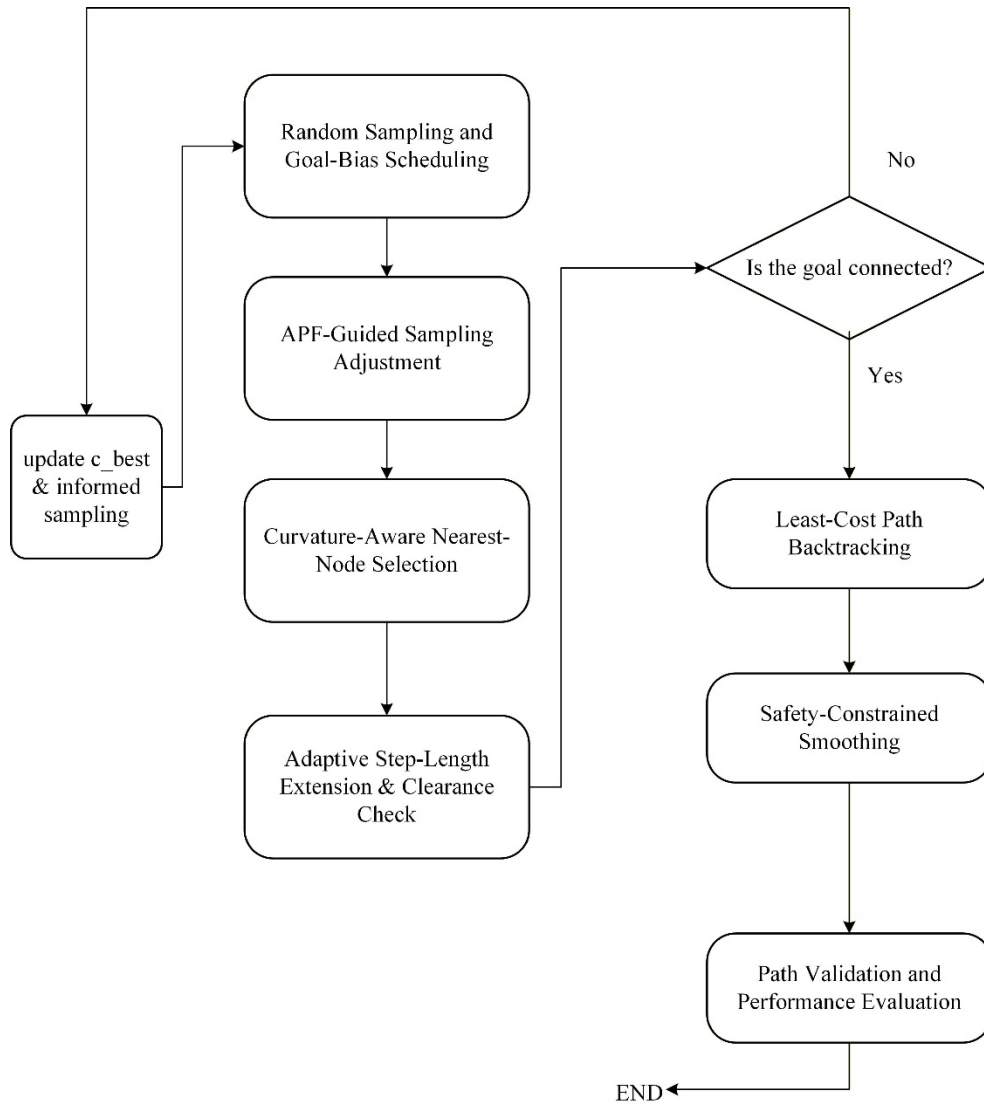 Random Sampling and
Goal-Bias Scheduling
No
Is the goal connected?
APF-Guided Sampling
Adjustment
Yes
update c_best
& informed
sampling
Curvature-Aware Nearest-
Node Selection
Least-Cost Path
Backtracking
Adaptive Step-Length
Extension & Clearance
Check
Safety-Constrained
Smoothing
Path Validation and
Performance Evaluation
END